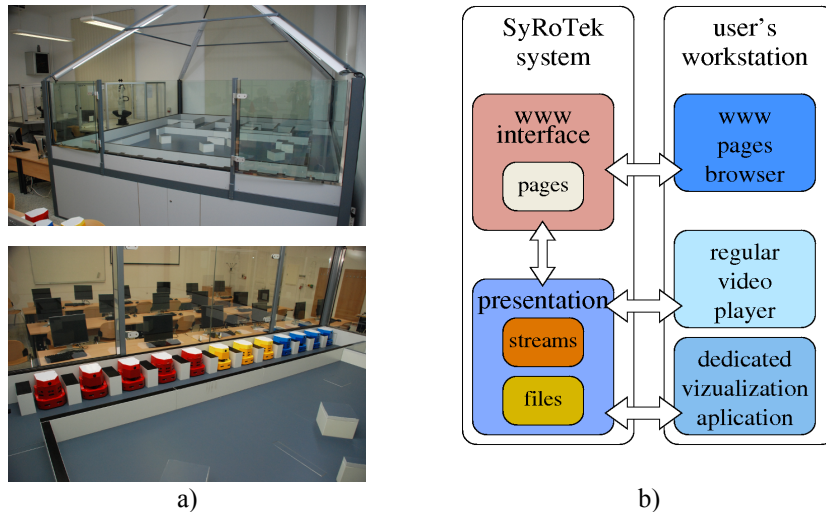 SyRoTek
system
www
interface
pages
presentation
streams
files
user's
workstation
www
pages
browser
regular
video
player
dedicated
vizualization
aplication
a)
b)